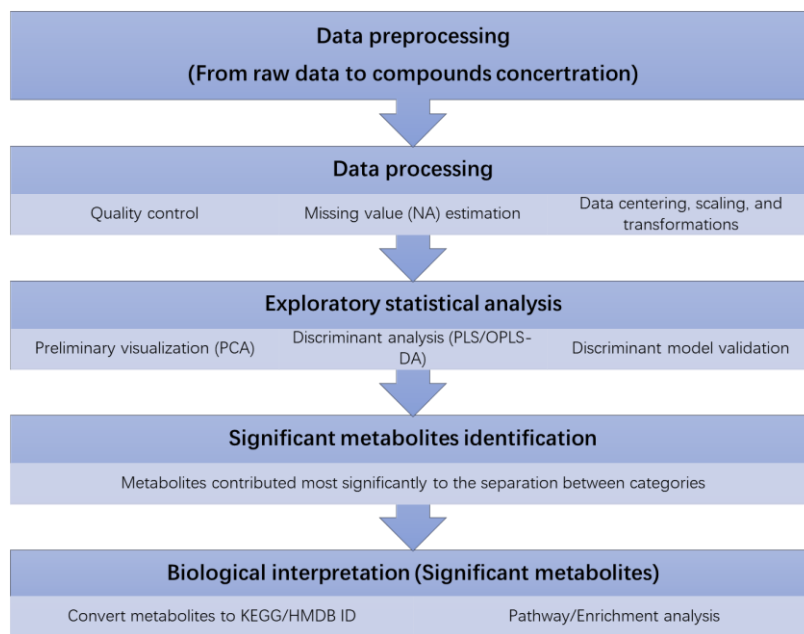 Data preprocessing
(From raw data to compounds concertration)
Data processing
Quality control
Missing value (NA) estimation
Data centering, scaling, and
transformations
Exploratory statistical analysis
Preliminary visualization (PCA)
Discriminant analysis (PLS/OPLS-
DA)
Discriminant model validation
Significant metabolites identification
Metabolites contributed most significantly to the separation between categories
Biological interpretation (Significant metabolites)
Convert metabolites to KEGG/HMDB ID
Pathway/Enrichment analysis